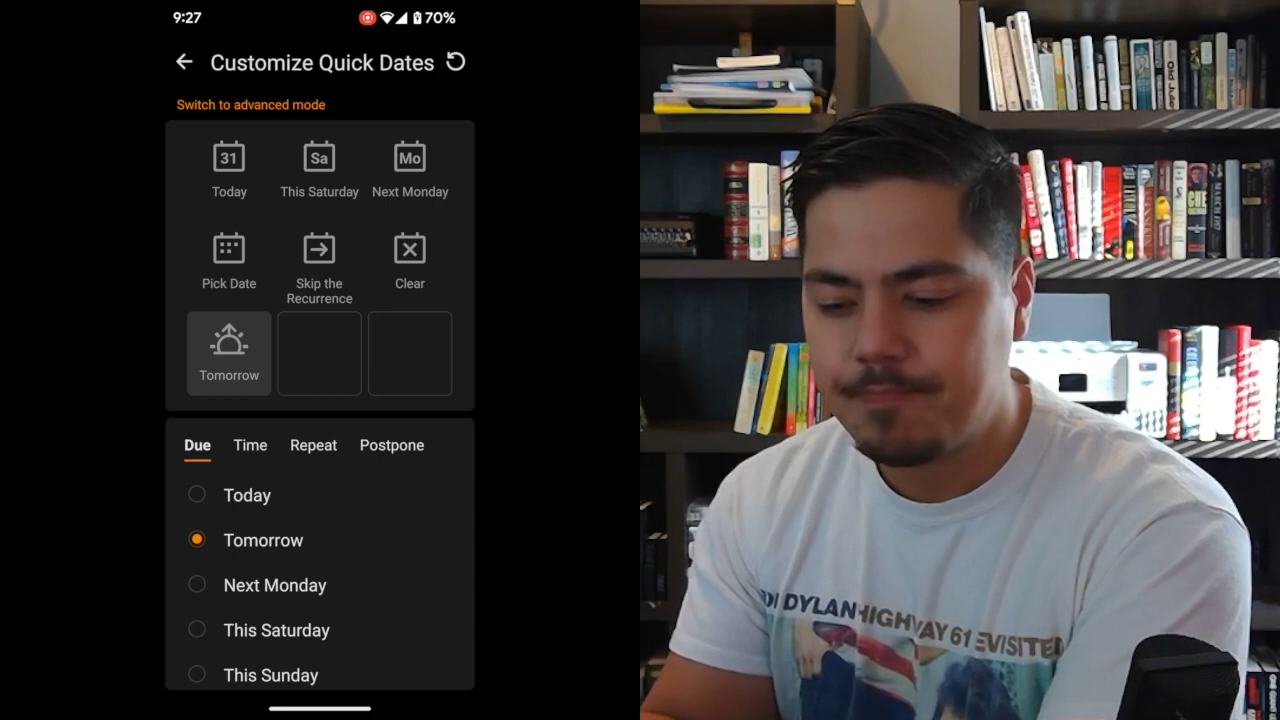 9:27
70%
Customize Quick Dates
Switch to advanced mode
31
Sa
Mo
Today
This Saturday
Next Monday
Pick Date
Skip the
Recurrence
Clear
Tomorrow
Due
Time
Repeat
Postpone
Today
Tomorrow
Next Monday
This Saturday
This Sunday
DYLAN HIGHWAY 61 REVISITED
CHE